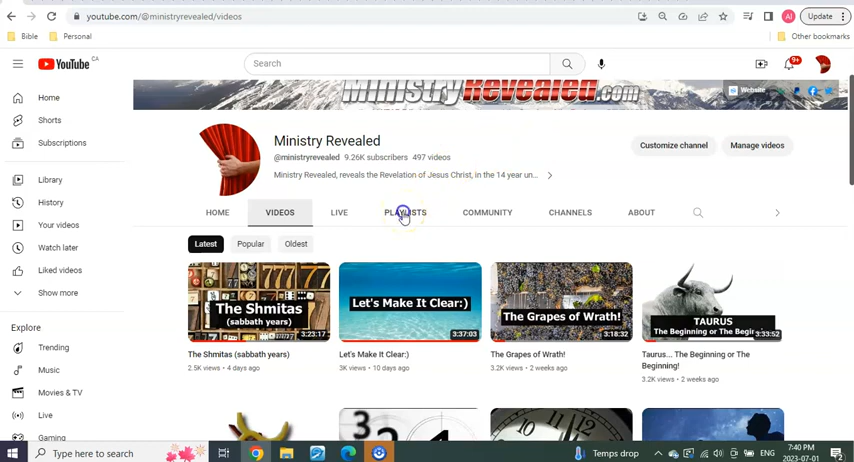 youtube.com/@ministryrevealed/videos
Update
Bible
Personal
Other bookmarks
YouTube CA
Search
9+
Home
Shorts
Subscriptions
Library
History
Your videos
Watch later
Liked videos
Show more
Explore
Trending
Music
Movies & TV
Live
Gaming
MinistryRevealed.com
Website
Ministry Revealed
@ministryrevealed 9.26K subscribers 497 videos
Ministry Revealed, reveals the Revelation of Jesus Christ, in the 14 year un...
Customize channel
Manage videos
HOME
VIDEOS
LIVE
PLAYLISTS
COMMUNITY
CHANNELS
ABOUT
Latest
Popular
Oldest
The Shmitas
(sabbath years)
3:23:17
The Shmitas (sabbath years)
2.5K views • 4 days ago
Let's Make It Clear:)
3:37:03
Let's Make It Clear:)
3K views • 10 days ago
The Grapes of Wrath!
3:18:32
The Grapes of Wrath!
3.2K views • 2 weeks ago
TAURUS
3:33:52
Taurus... The Beginning or The
Beginning!
3.2K views • 2 weeks ago
Type here to search
Temps drop
ENG
7:40 PM
2023-07-01